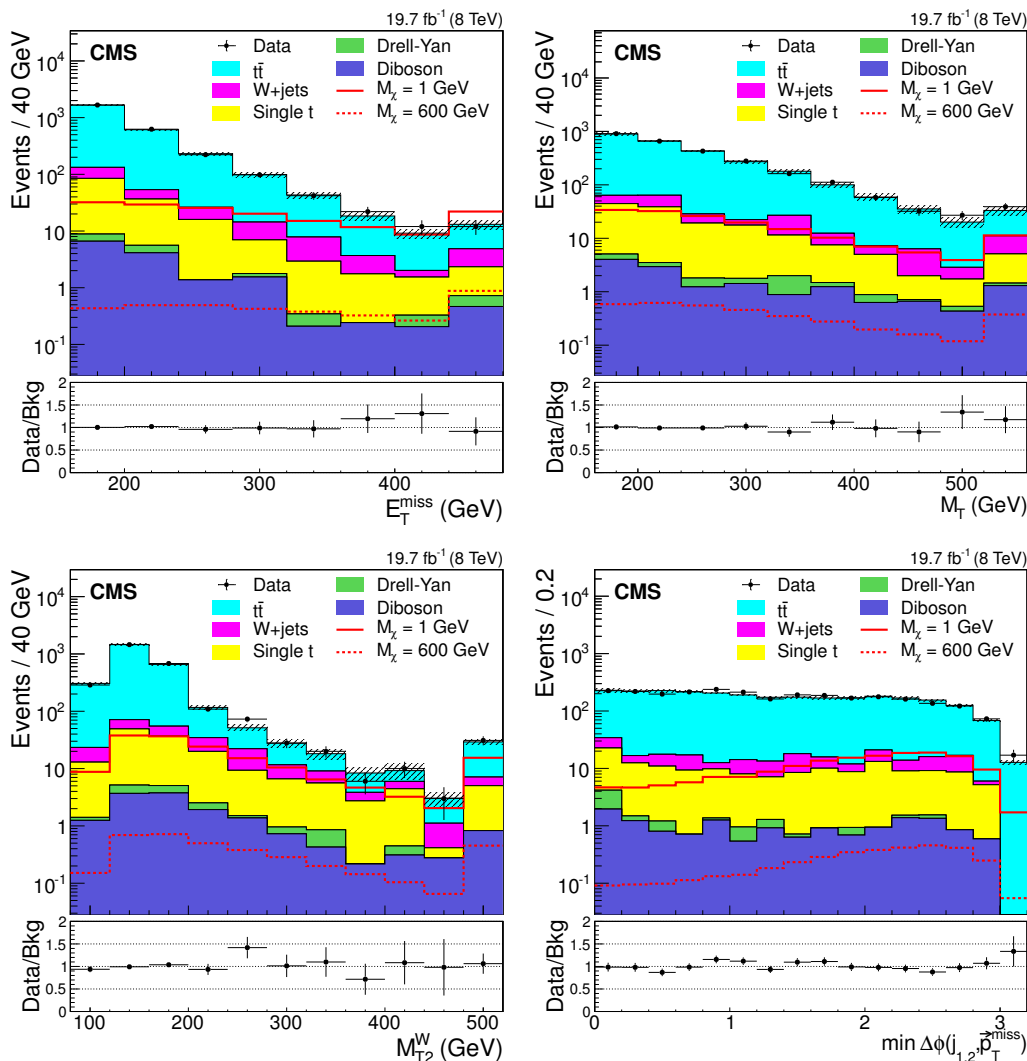 19.7 fb⁻¹ (8 TeV)
CMS
Data
tt̄
W+jets
Single t
Drell-Yan
Diboson
Mχ = 1 GeV
Mχ = 600 GeV
Events / 40 GeV
10³
10²
10
1
10⁻¹
Data/Bkg
2
1.5
1
0.5
0
200 300 400
E_T^miss (GeV)
19.7 fb⁻¹ (8 TeV)
CMS
Data
tt̄
W+jets
Single t
Drell-Yan
Diboson
Mχ = 1 GeV
Mχ = 600 GeV
Events / 40 GeV
10⁴
10³
10²
10
1
10⁻¹
Data/Bkg
2
1.5
1
0.5
0
200 300 400 500
M_T (GeV)
19.7 fb⁻¹ (8 TeV)
CMS
Data
tt̄
W+jets
Single t
Drell-Yan
Diboson
Mχ = 1 GeV
Mχ = 600 GeV
Events / 40 GeV
10⁴
10³
10²
10
1
10⁻¹
Data/Bkg
2
1.5
1
0.5
0
100 200 300 400 500
M_T2^W (GeV)
19.7 fb⁻¹ (8 TeV)
CMS
Data
tt̄
W+jets
Single t
Drell-Yan
Diboson
Mχ = 1 GeV
Mχ = 600 GeV
Events / 0.2
10⁴
10³
10²
10
1
10⁻¹
Data/Bkg
2
1.5
1
0.5
0
0 1 2 3
min Δϕ(j_1,2, p⃗_T^miss)